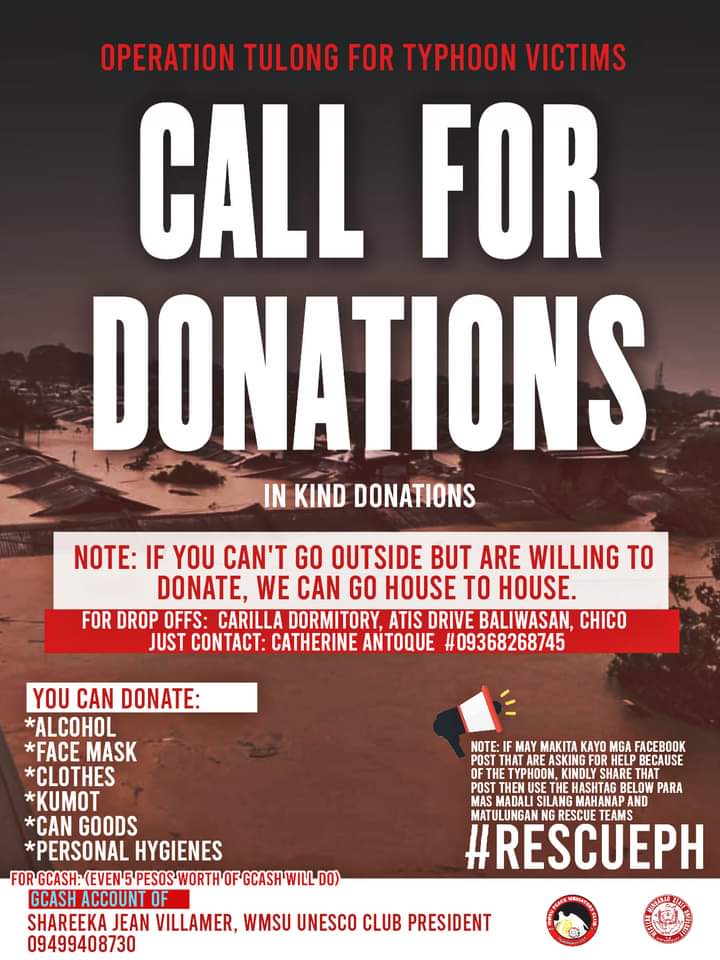 OPERATION TULONG FOR TYPHOON VICTIMS
CALL FOR
DONATIONS
IN KIND DONATIONS
NOTE: IF YOU CAN'T GO OUTSIDE BUT ARE WILLING TO
DONATE, WE CAN GO HOUSE TO HOUSE.
FOR DROP OFFS: CARILLA DORMITORY, ATIS DRIVE BALIWASAN, CHICO
JUST CONTACT: CATHERINE ANTOQUE #09368268745
YOU CAN DONATE:
*ALCOHOL
*FACE MASK
*CLOTHES
*KUMOT
*CAN GOODS
*PERSONAL HYGIENES
NOTE: IF MAY MAKITA KAYO MGA FACEBOOK
POST THAT ARE ASKING FOR HELP BECAUSE
OF THE TYPHOON, KINDLY SHARE THAT
POST THEN USE THE HASHTAG BELOW PARA
MAS MADALI SILANG MAHANAP AND
MATULUNGAN NG RESCUE TEAMS
#RESCUEPH
FOR GCASH: (EVEN 5 PESOS WORTH OF GCASH WILL DO)
GCASH ACCOUNT OF
SHAREEKA JEAN VILLAMER, WMSU UNESCO CLUB PRESIDENT
09499408730